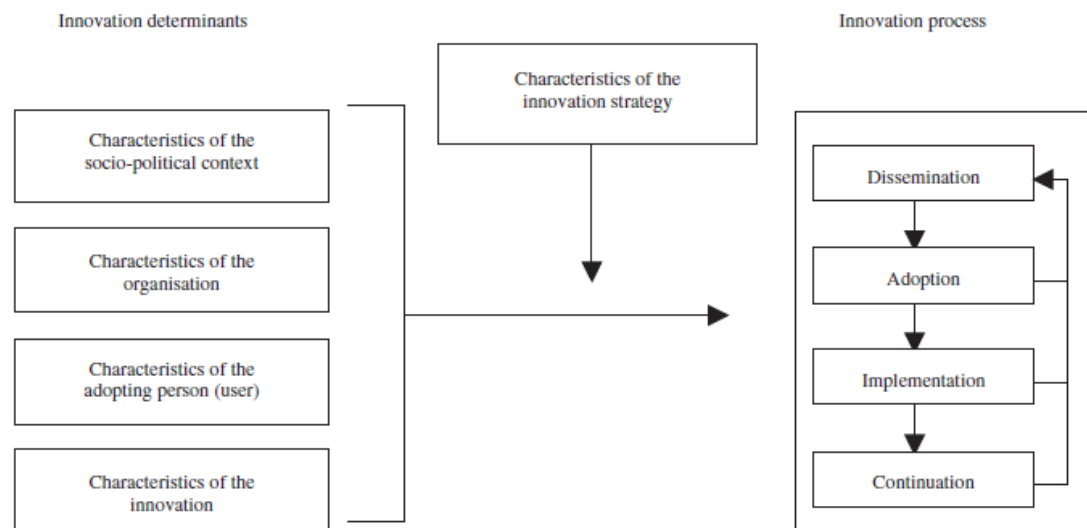 Innovation determinants
Innovation process
Characteristics of the
innovation strategy
Characteristics of the
socio-political context
Characteristics of the
organisation
Characteristics of the
adopting person (user)
Characteristics of the
innovation
Dissemination
Adoption
Implementation
Continuation